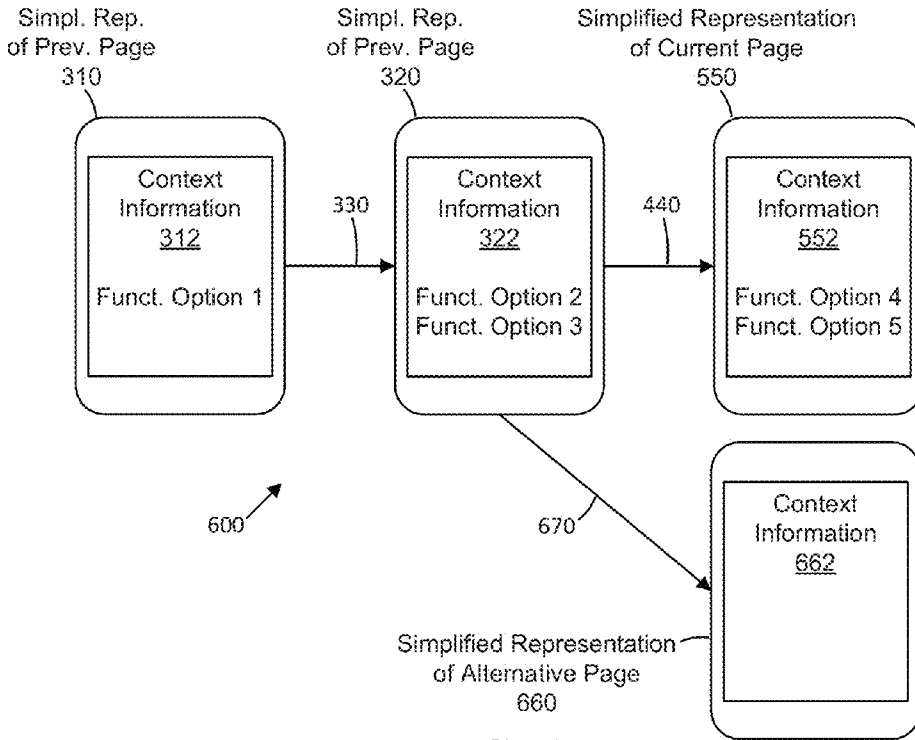 Simpl. Rep.
of Prev. Page
310
Simpl. Rep.
of Prev. Page
320
Simplified Representation
of Current Page
550
Context
Information
312
Funct. Option 1
330
Context
Information
322
Funct. Option 2
Funct. Option 3
440
Context
Information
552
Funct. Option 4
Funct. Option 5
600
670
Context
Information
662
Simplified Representation
of Alternative Page
660